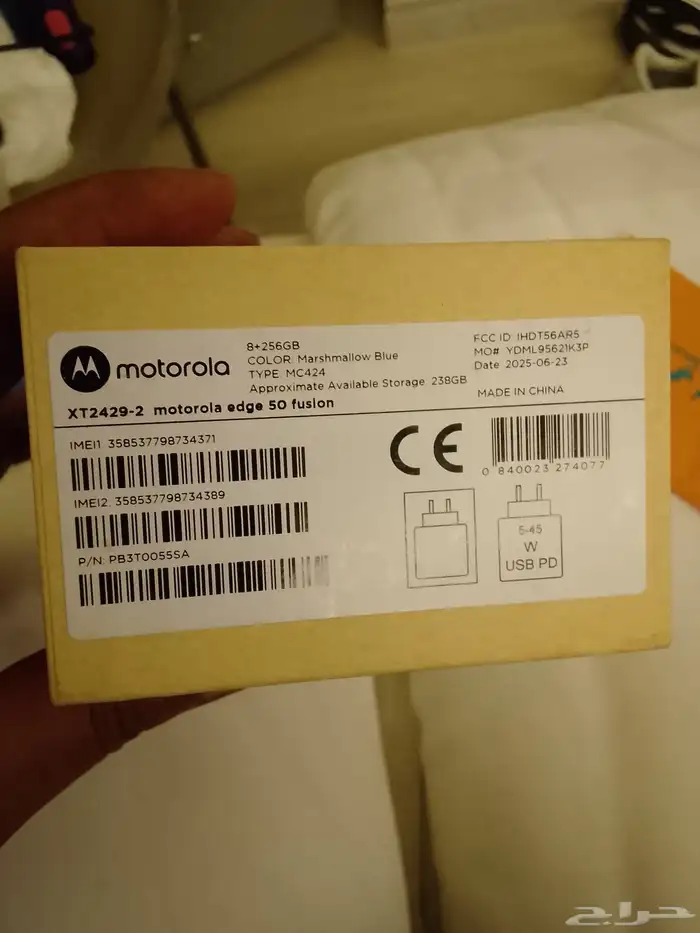 motorola
8+256GB
COLOR: Marshmallow Blue
TYPE: MC424
Approximate Available Storage: 238GB
FCC ID: IHDT56AR5
MO# YDML95621K3P
Date 2025-06-23
MADE IN CHINA
XT2429-2 motorola edge 50 fusion
IMEI1 358537798734371
IMEI2 358537798734389
P/N: PB3T0055SA
CE
0 840023 274077
5-45
W
USB PD
حراج